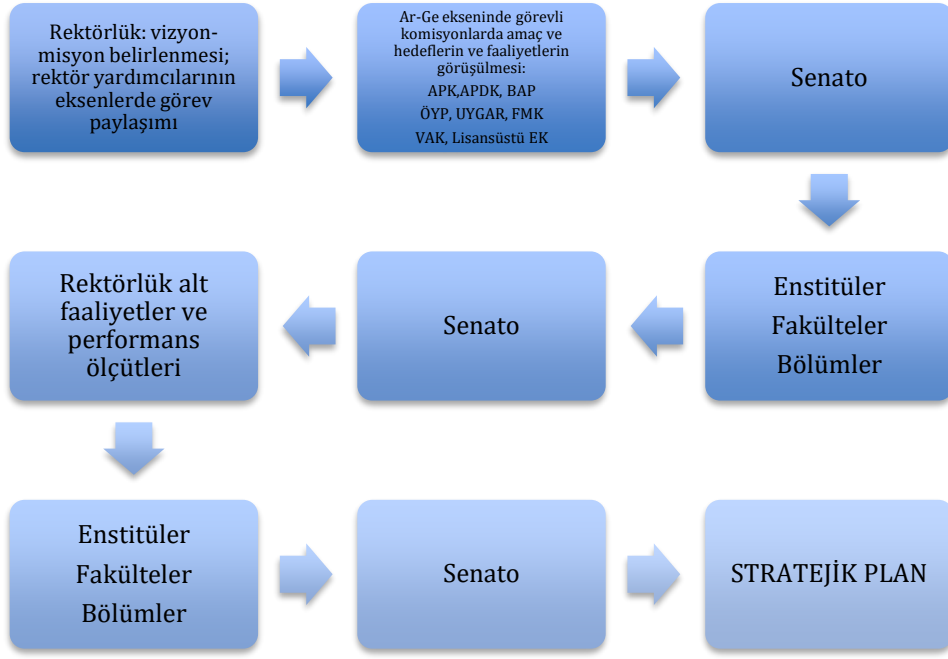 Rektörlük: vizyon-
misyon belirlenmesi;
rektör yardımcılarının
eksenlerde görev
paylaşımı
Ar-Ge ekseninde görevli
komisyonlarda amaç ve
hedeflerin ve faaliyetlerin
görüşülmesi:
APK,APDK, BAP
ÖYP, UYGAR, FMK
VAK, Lisansüstü EK
Senato
Enstitüler
Fakülteler
Bölümler
Senato
Rektörlük alt
faaliyetler ve
performans
ölçütleri
Enstitüler
Fakülteler
Bölümler
Senato
STRATEJİK PLAN